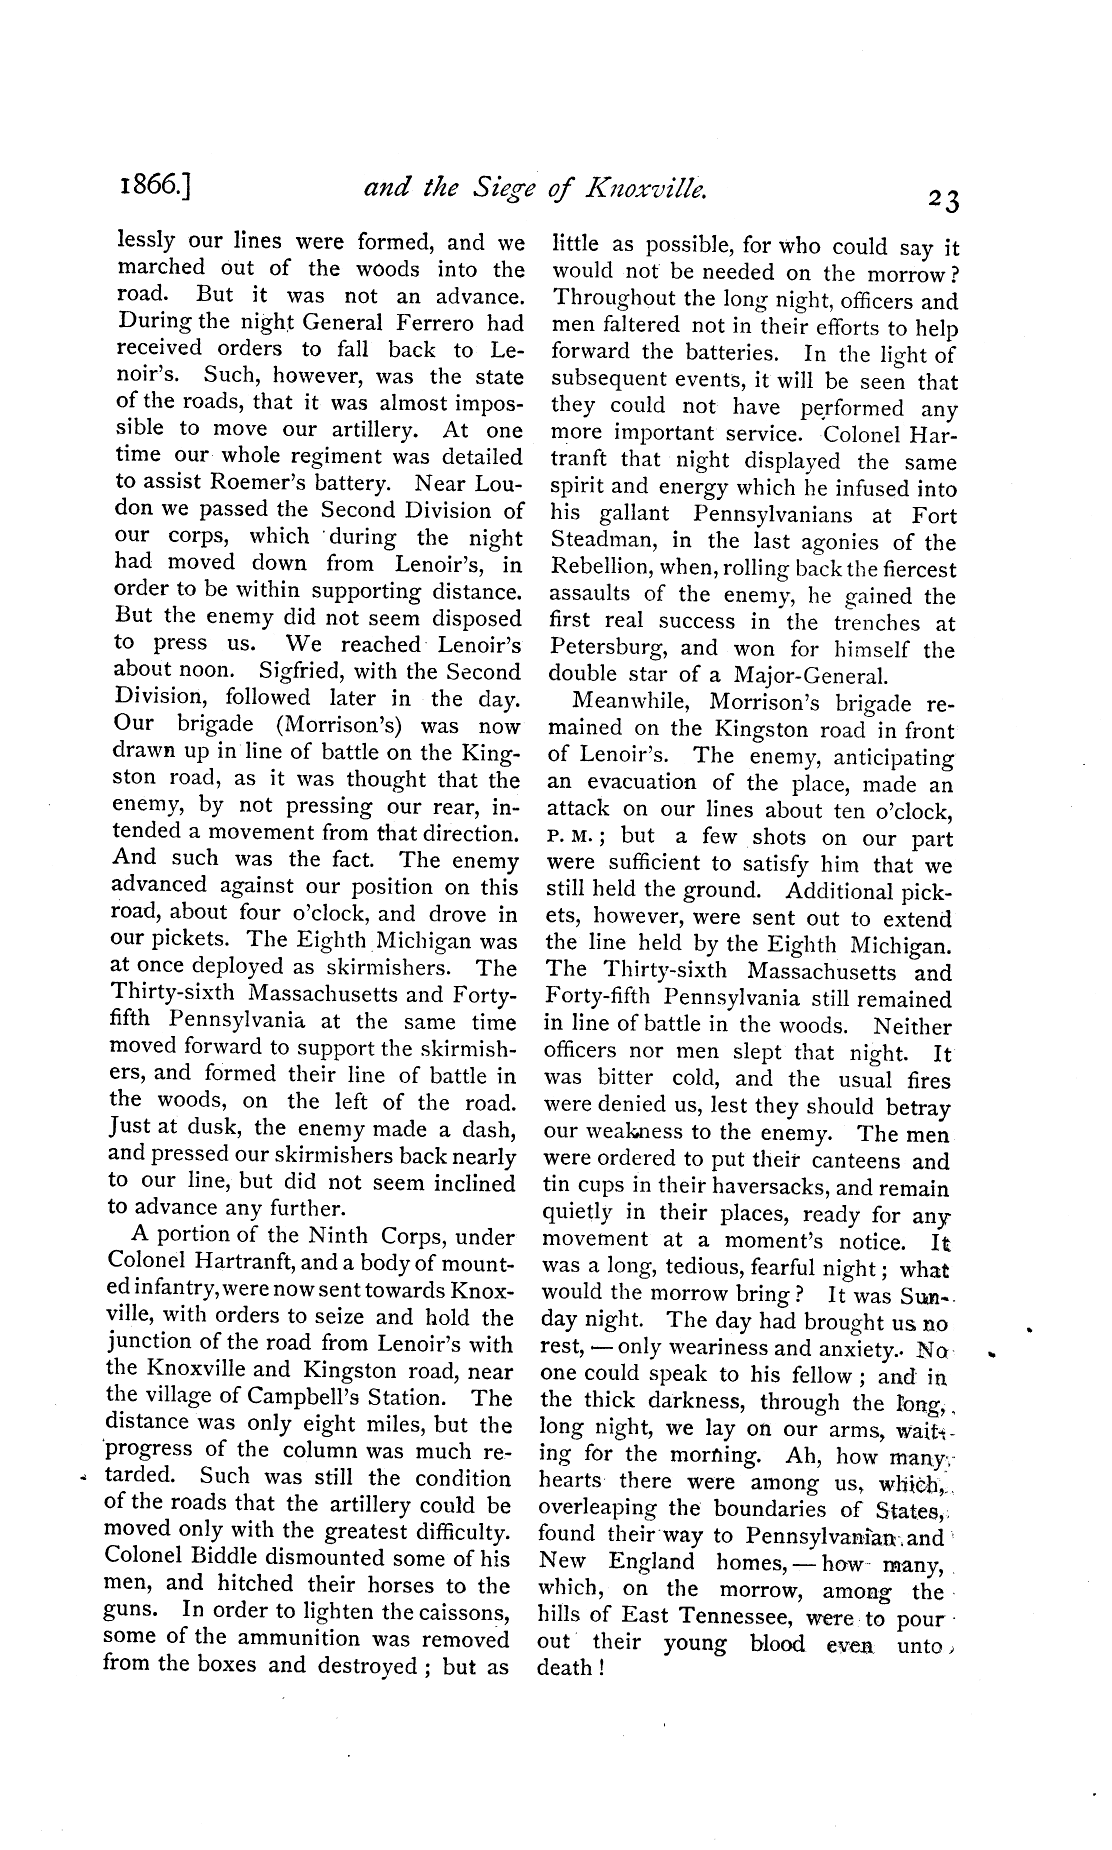 1866.] and the Siege of Knoxville. 23
lessly our lines were formed, and we
marched out of the woods into the
road. But it was not an advance.
During the night General Ferrero had
received orders to fall back to Le-
noir's. Such, however, was the state
of the roads, that it was almost impos-
sible to move our artillery. At one
time our whole regiment was detailed
to assist Roemer's battery. Near Lou-
don we passed the Second Division of
our corps, which during the night
had moved down from Lenoir's, in
order to be within supporting distance.
But the enemy did not seem disposed
to press us. We reached Lenoir's
about noon. Sigfried, with the Second
Division, followed later in the day.
Our brigade (Morrison's) was now
drawn up in line of battle on the King-
ston road, as it was thought that the
enemy, by not pressing our rear, in-
tended a movement from that direction.
And such was the fact. The enemy
advanced against our position on this
road, about four o'clock, and drove in
our pickets. The Eighth Michigan was
at once deployed as skirmishers. The
Thirty-sixth Massachusetts and Forty-
fifth Pennsylvania at the same time
moved forward to support the skirmish-
ers, and formed their line of battle in
the woods, on the left of the road.
Just at dusk, the enemy made a dash,
and pressed our skirmishers back nearly
to our line, but did not seem inclined
to advance any further.
A portion of the Ninth Corps, under
Colonel Hartranft, and a body of mount-
ed infantry, were now sent towards Knox-
ville, with orders to seize and hold the
junction of the road from Lenoir's with
the Knoxville and Kingston road, near
the village of Campbell's Station. The
distance was only eight miles, but the
progress of the column was much re-
tarded. Such was still the condition
of the roads that the artillery could be
moved only with the greatest difficulty.
Colonel Biddle dismounted some of his
men, and hitched their horses to the
guns. In order to lighten the caissons,
some of the ammunition was removed
from the boxes and destroyed; but as
little as possible, for who could say it
would not be needed on the morrow?
Throughout the long night, officers and
men faltered not in their efforts to help
forward the batteries. In the light of
subsequent events, it will be seen that
they could not have performed any
more important service. Colonel Har-
tranft that night displayed the same
spirit and energy which he infused into
his gallant Pennsylvanians at Fort
Steadman, in the last agonies of the
Rebellion, when, rolling back the fiercest
assaults of the enemy, he gained the
first real success in the trenches at
Petersburg, and won for himself the
double star of a Major-General.
Meanwhile, Morrison's brigade re-
mained on the Kingston road in front
of Lenoir's. The enemy, anticipating
an evacuation of the place, made an
attack on our lines about ten o'clock,
P. M.; but a few shots on our part
were sufficient to satisfy him that we
still held the ground. Additional pick-
ets, however, were sent out to extend
the line held by the Eighth Michigan.
The Thirty-sixth Massachusetts and
Forty-fifth Pennsylvania still remained
in line of battle in the woods. Neither
officers nor men slept that night. It
was bitter cold, and the usual fires
were denied us, lest they should betray
our weakness to the enemy. The men
were ordered to put their canteens and
tin cups in their haversacks, and remain
quietly in their places, ready for any
movement at a moment's notice. It
was a long, tedious, fearful night; what
would the morrow bring? It was Sun-
day night. The day had brought us no
rest, — only weariness and anxiety. No
one could speak to his fellow; and in
the thick darkness, through the long,
long night, we lay on our arms, wait-
ing for the morning. Ah, how many
hearts there were among us, which,
overleaping the boundaries of States,
found their way to Pennsylvanian and
New England homes, — how many,
which, on the morrow, among the
hills of East Tennessee, were to pour
out their young blood even unto
death!